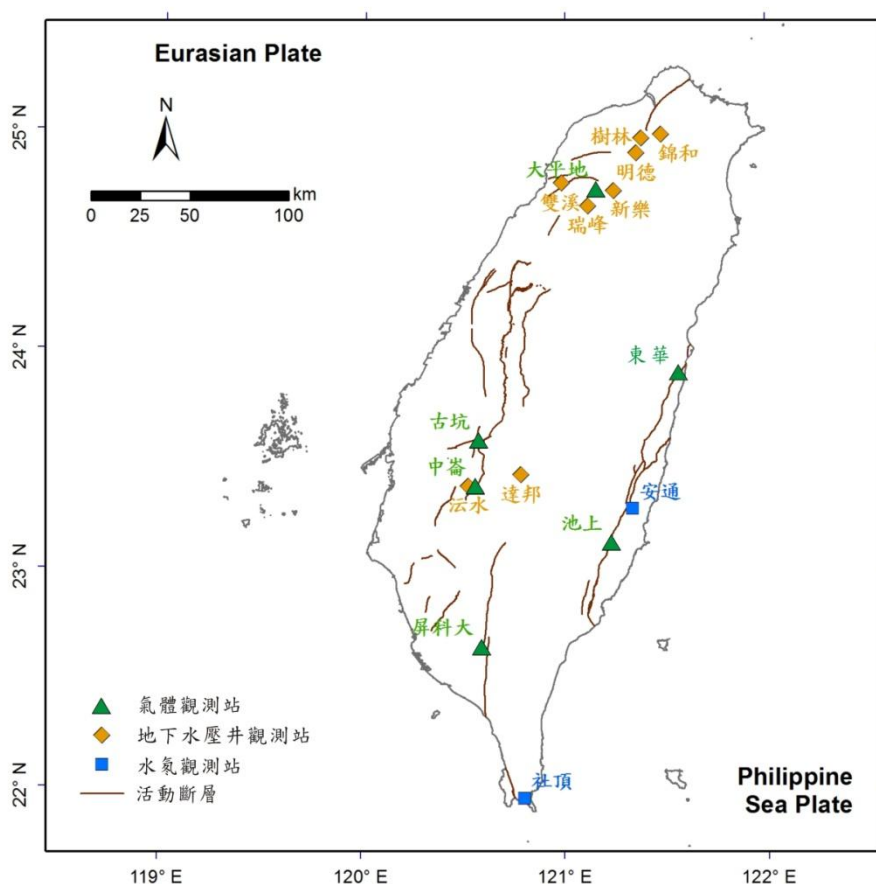 Eurasian Plate
N
km
0 25 50 100
25° N
24° N
23° N
22° N
樹林
錦和
明德
大平地
雙溪
新樂
瑞峰
東華
古坑
中崙
沄水
達邦
安通
池上
屏科大
社頂
氣體觀測站
地下水壓井觀測站
水氣觀測站
活動斷層
Philippine
Sea Plate
119° E
120° E
121° E
122° E